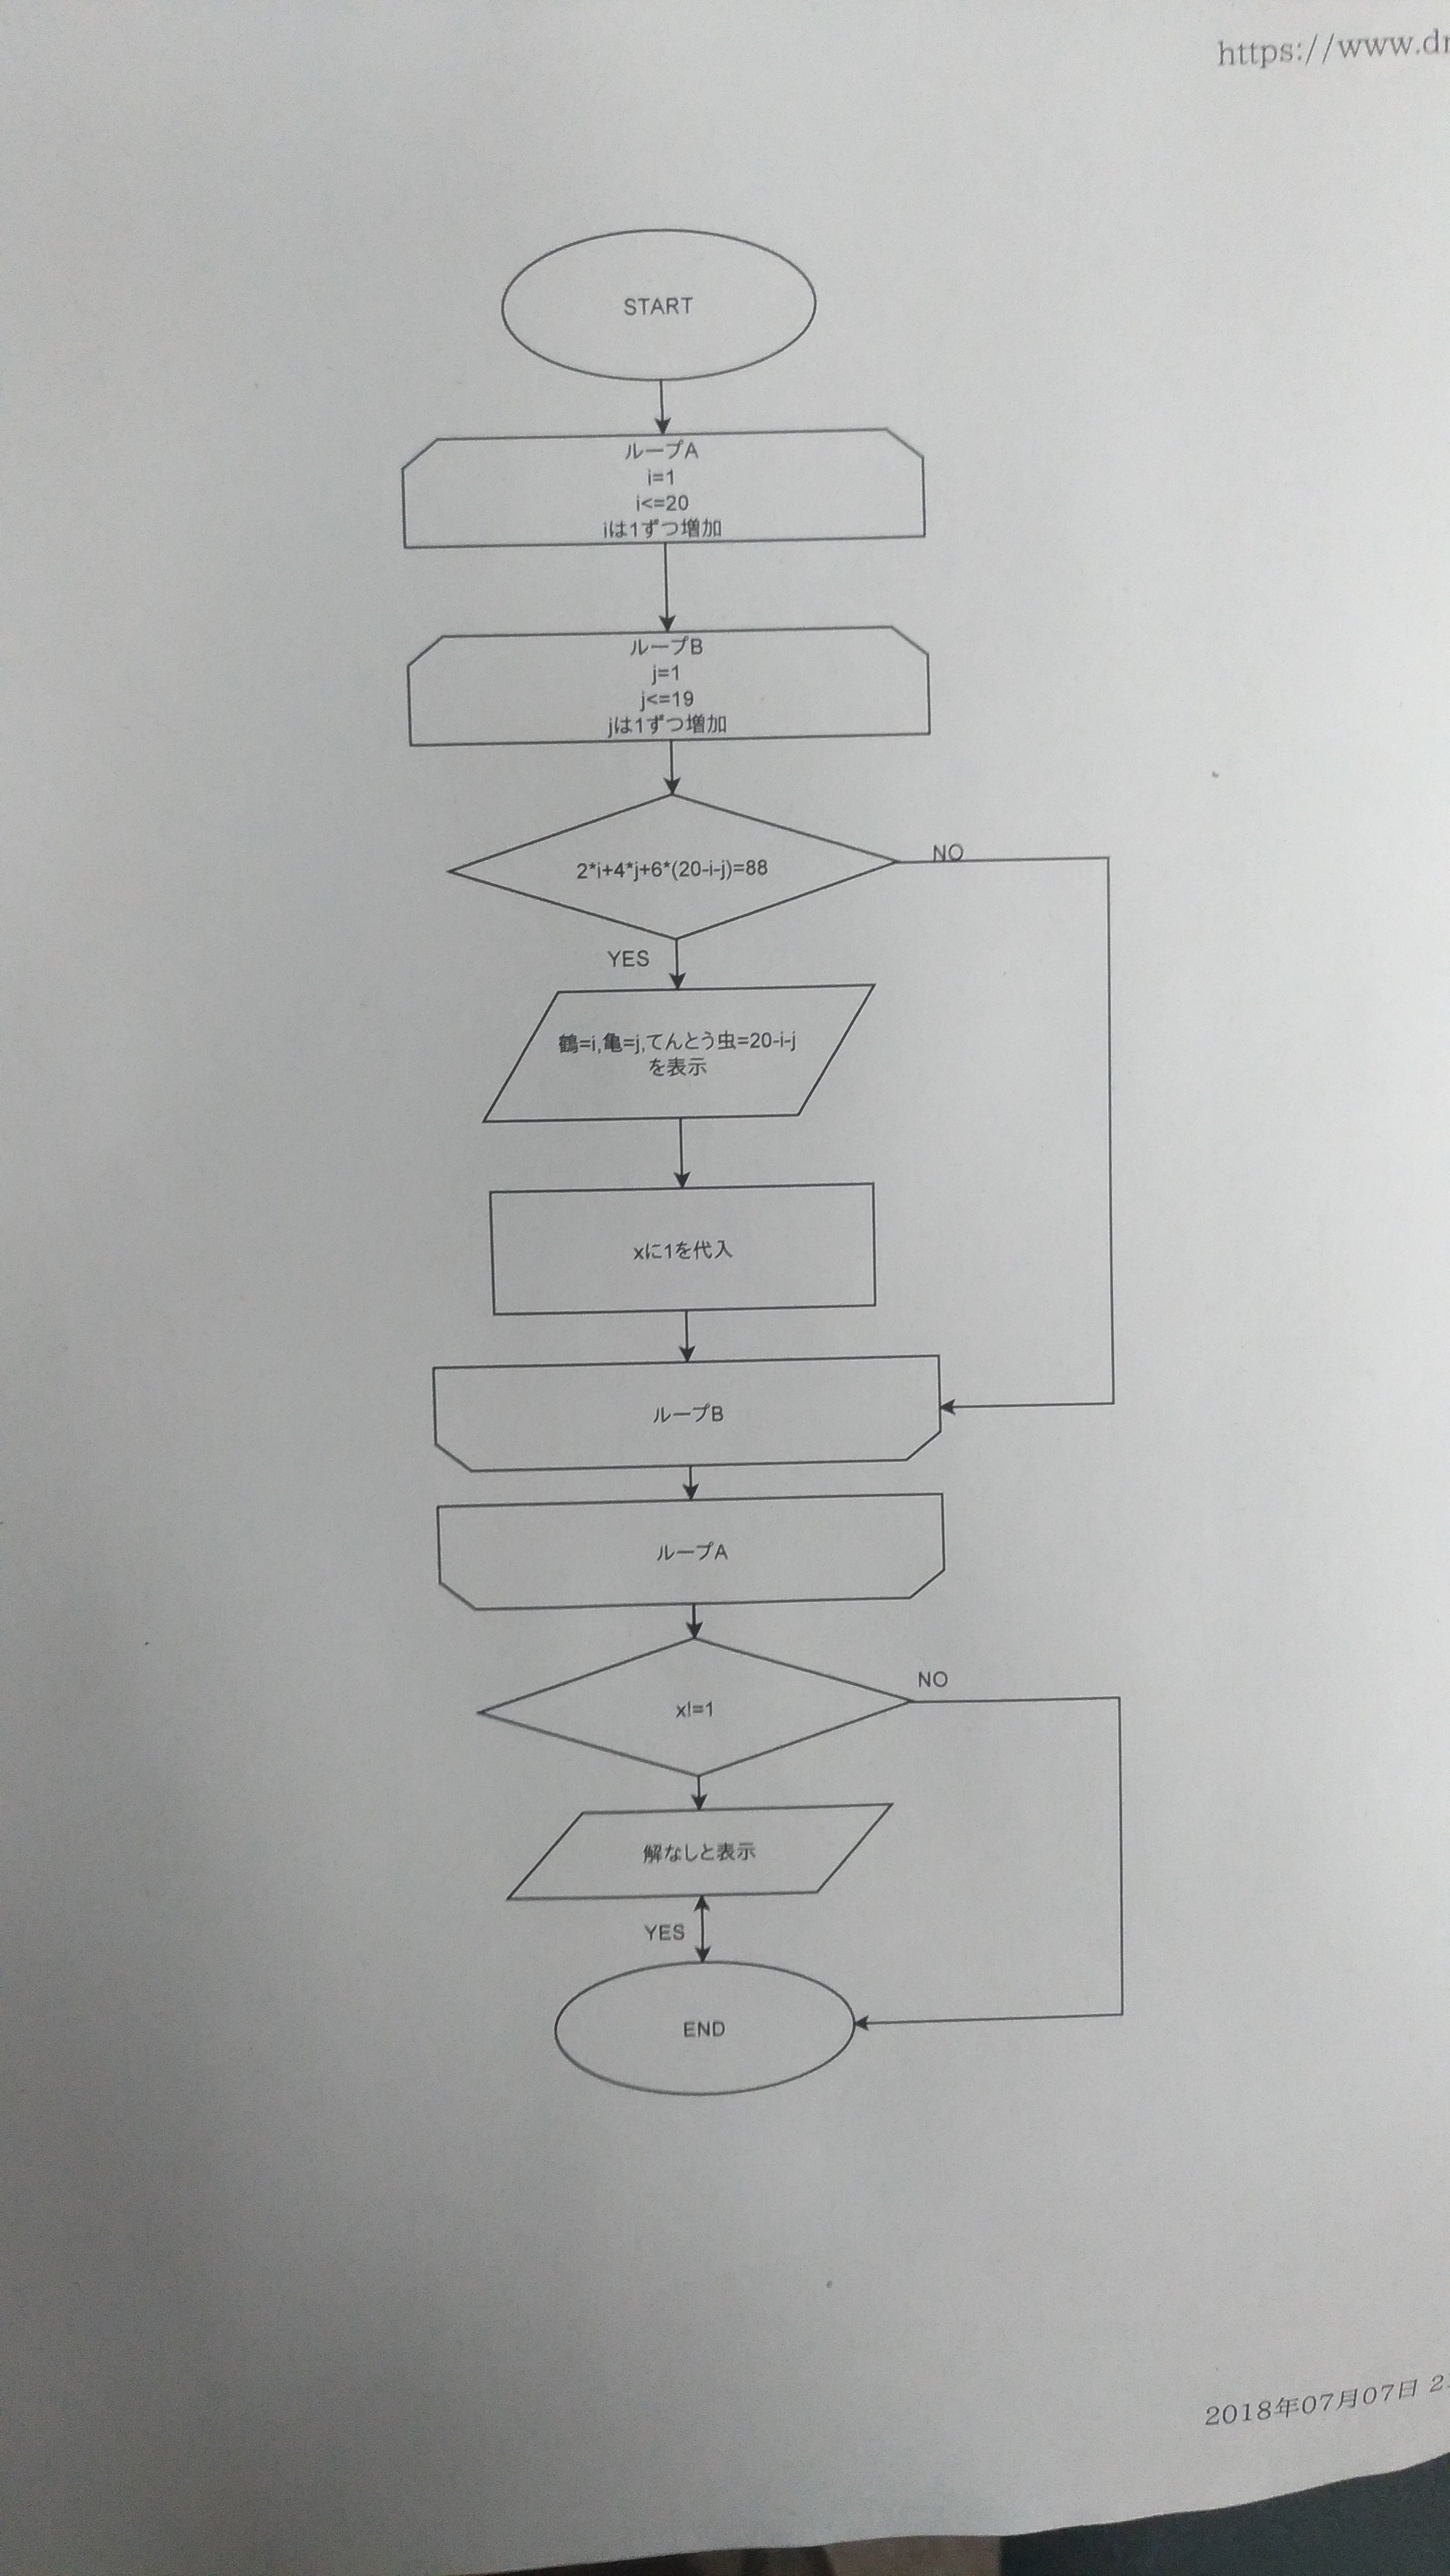 https://www.dr
START
ループA
i=1
i<=20
iは1ずつ増加
ループB
j=1
j<=19
jは1ずつ増加
2*i+4*j+6*(20-i-j)=88
NO
YES
鶴=i,亀=j,てんとう虫=20-i-j
を表示
xに1を代入
ループB
ループA
NO
x!=1
解なしと表示
YES
END
2018年07月07日 2